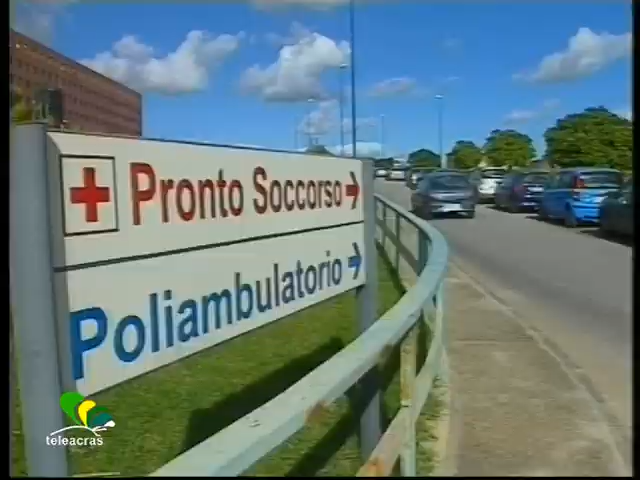 Pronto Soccorso →
Poliambulatorio →
teleacras